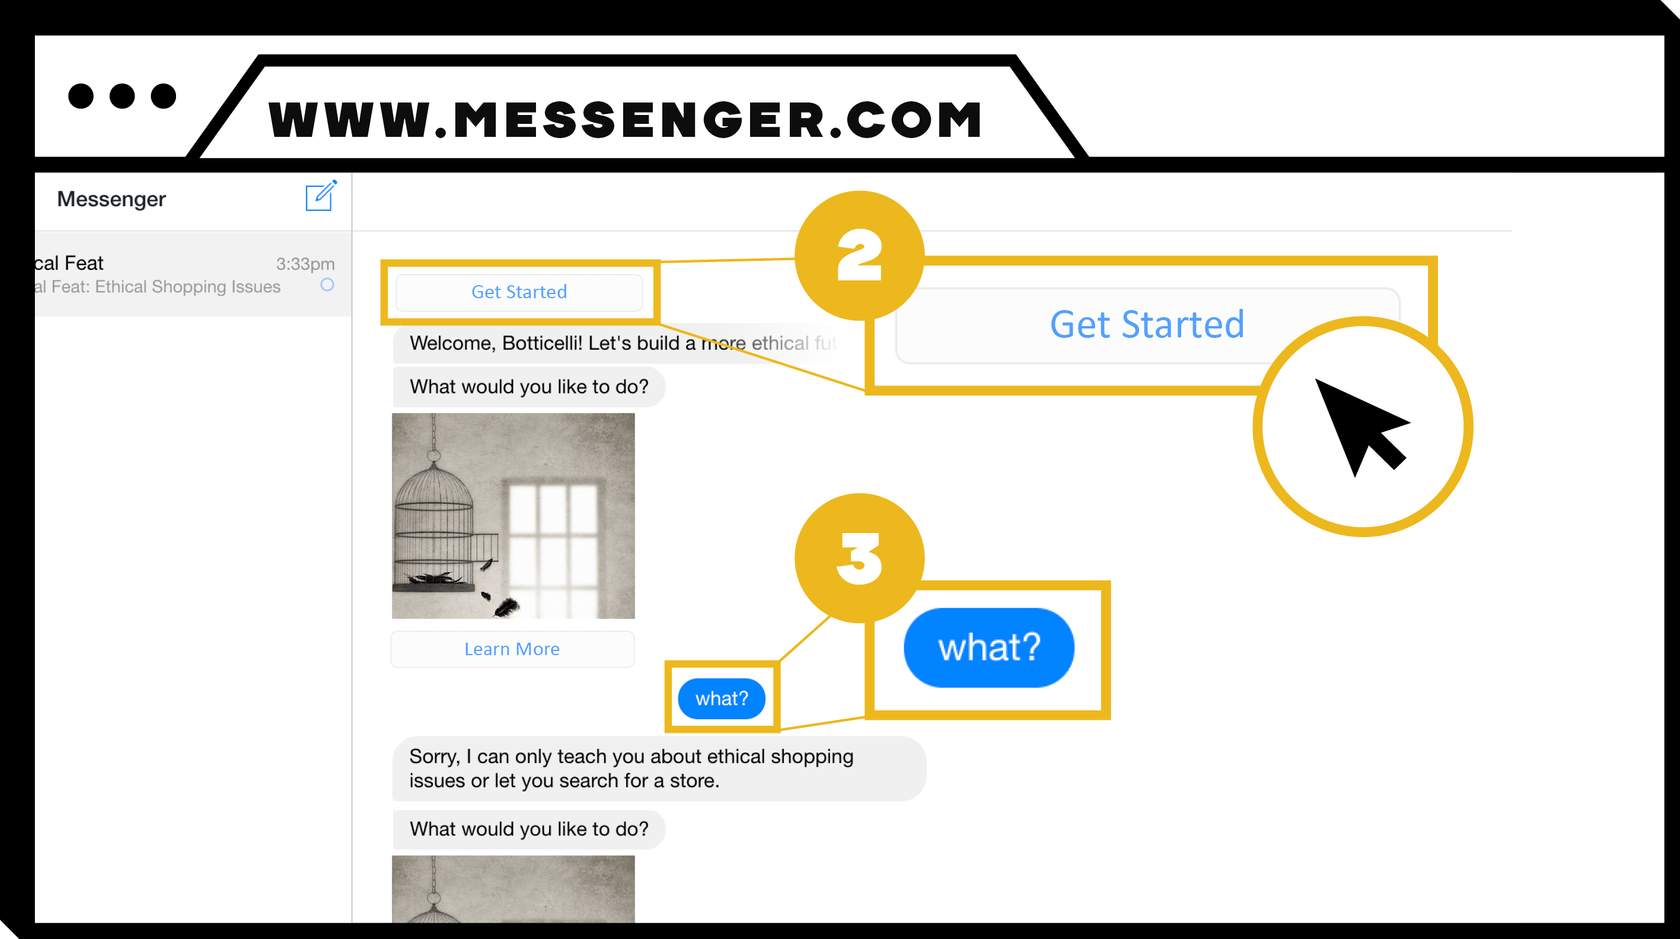 WWW.MESSENGER.COM
Messenger
cal Feat
3:33pm
al Feat: Ethical Shopping Issues
2
Get Started
Get Started
Welcome, Botticelli! Let's build a more ethical
What would you like to do?
Learn More
3
what?
what?
Sorry, I can only teach you about ethical shopping
issues or let you search for a store.
What would you like to do?